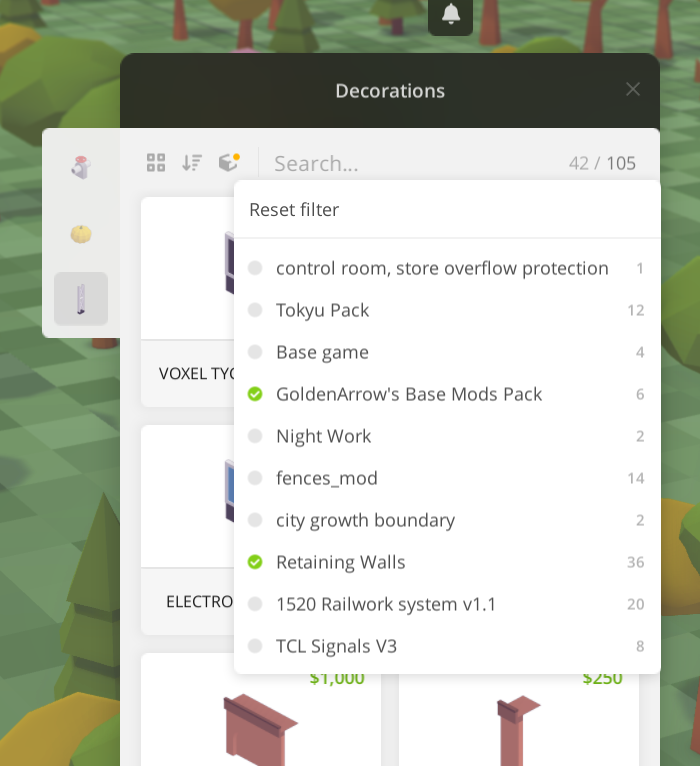 Decorations
Search...
42 / 105
Reset filter
control room, store overflow protection 1
Tokyu Pack 12
Base game 4
GoldenArrow's Base Mods Pack 6
Night Work 2
fences_mod 14
city growth boundary 2
Retaining Walls 36
1520 Railwork system v1.1 20
TCL Signals V3 8
VOXEL TYC
ELECTRO
$1,000
$250